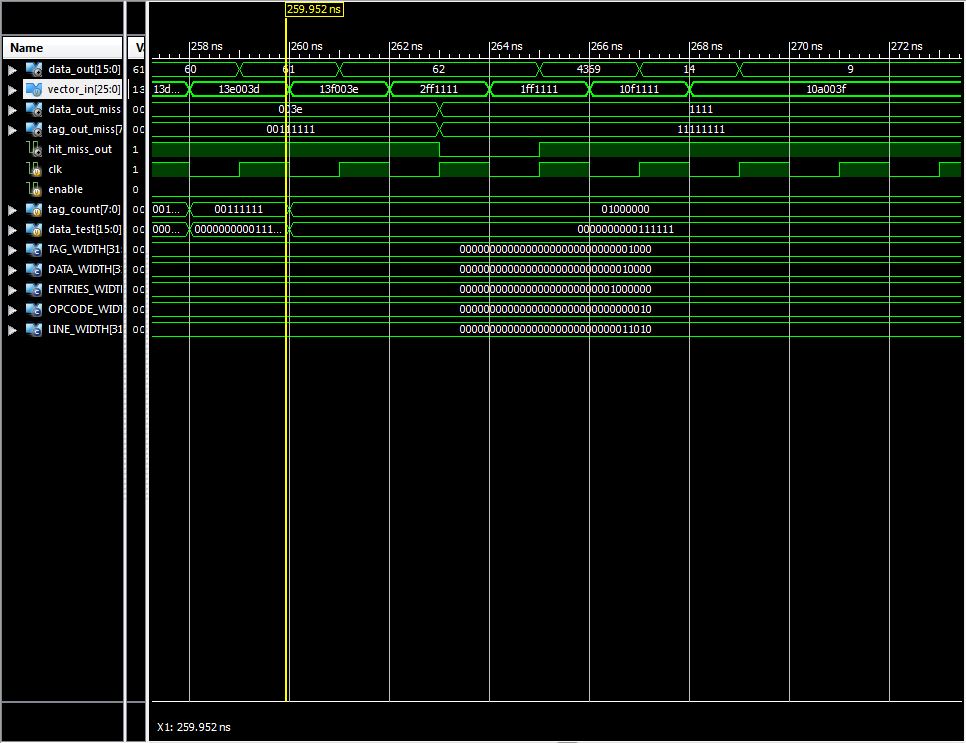 259.952 ns
Name V
258 ns 260 ns 262 ns 264 ns 266 ns 268 ns 270 ns 272 ns
data_out[15:0] 61 60 61 62 4369 14 9
vector_in[25:0] 13 13d... 13e003d 13f003e 2ff1111 1ff1111 10f1111 10a003f
data_out_miss 00 003e 1111
tag_out_miss[7 00 00111111 11111111
hit_miss_out 1
clk 1
enable 0
tag_count[7:0] 00 001... 00111111 01000000
data_test[15:0] 00 000... 0000000000111... 0000000000111111
TAG_WIDTH[31: 00 00000000000000000000000000001000
DATA_WIDTH[3 00 00000000000000000000000000010000
ENTRIES_WIDTH 00 00000000000000000000000001000000
OPCODE_WIDT 00 00000000000000000000000000000010
LINE_WIDTH[31 00 00000000000000000000000000011010
X1: 259.952 ns